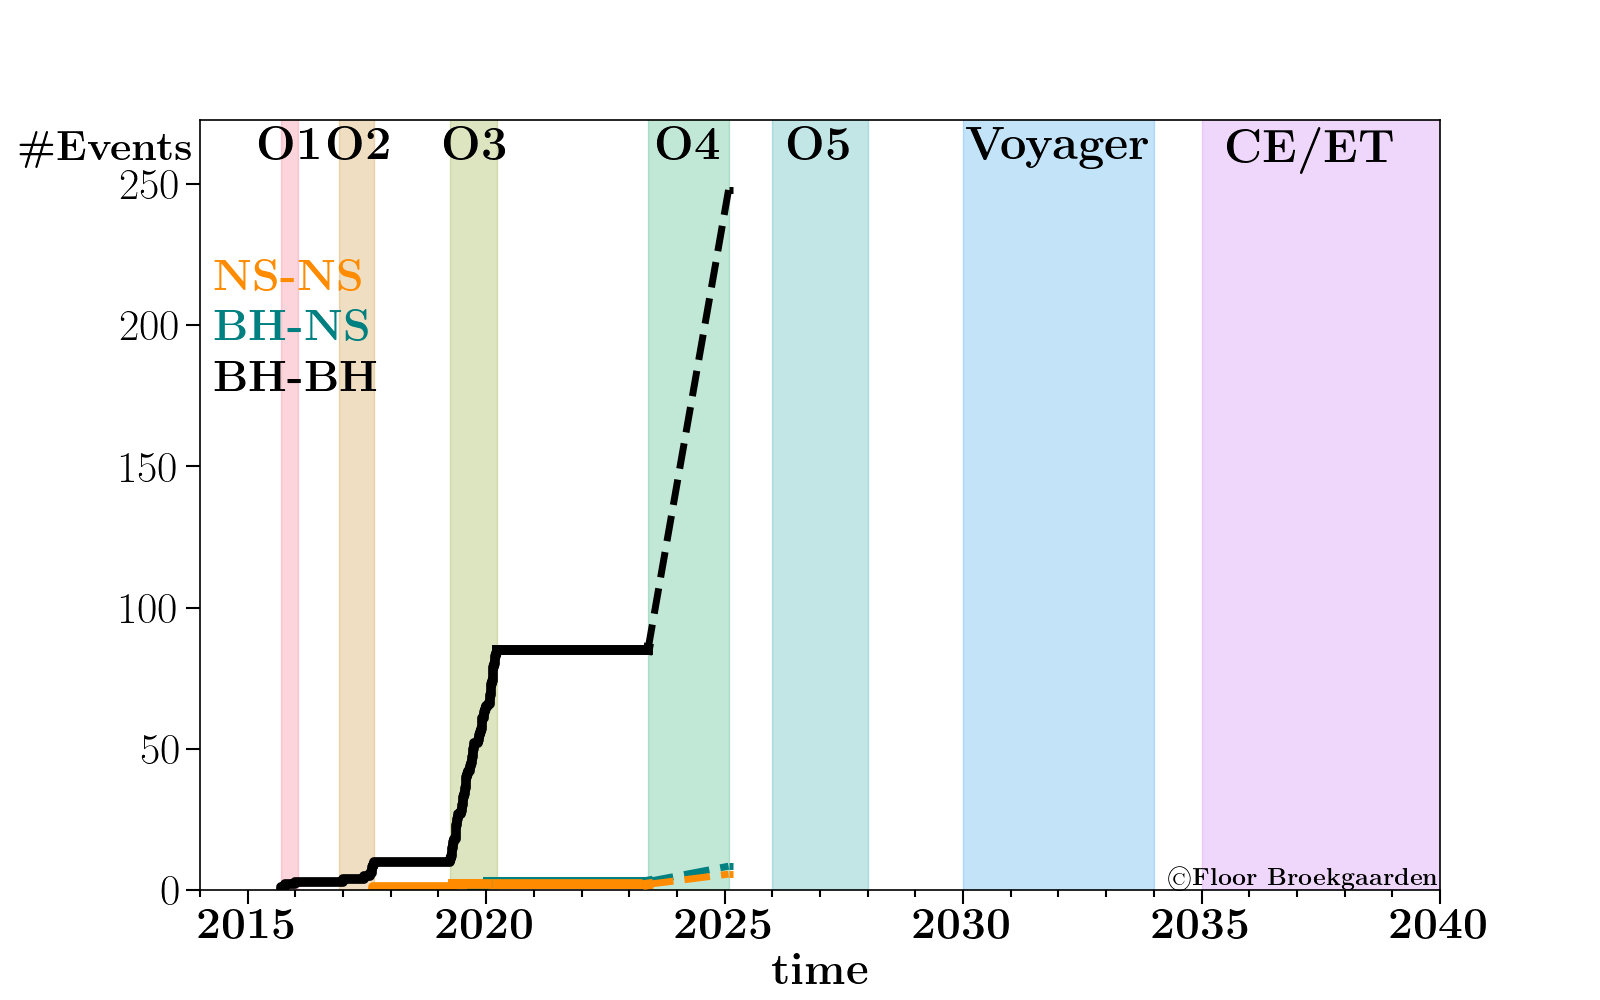 O1 O2 O3 O4 O5 Voyager CE/ET
#Events
250
NS-NS
200
BH-NS
BH-BH
150
100
50
0
©Floor Broekgaarden
2015 2020 2025 2030 2035 2040
time